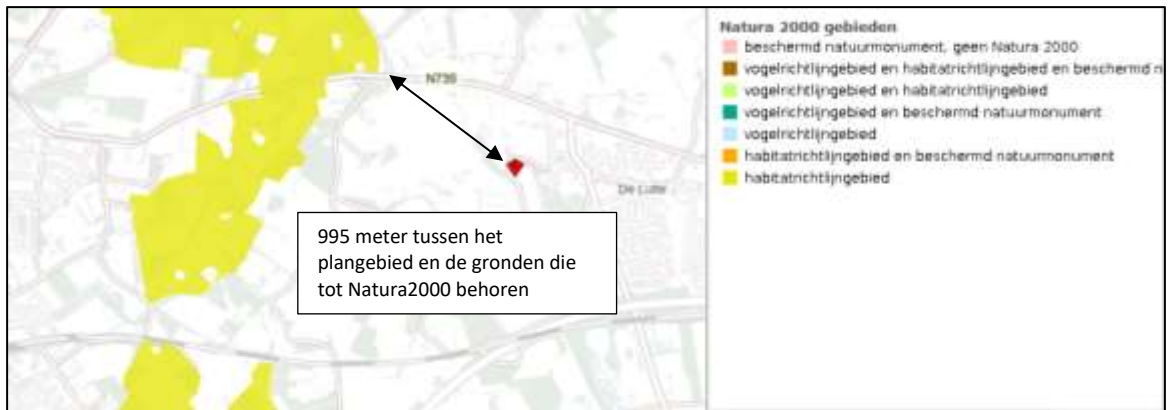 N736
De Lutte
995 meter tussen het
plangebied en de gronden die
tot Natura2000 behoren
Natura 2000 gebieden
beschermd natuurmonument, geen Natura 2000
vogelrichtlijngebied en habitatrichtlijngebied en beschermd n
vogelrichtlijngebied en habitatrichtlijngebied
vogelrichtlijngebied en beschermd natuurmonument
vogelrichtlijngebied
habitatrichtlijngebied en beschermd natuurmonument
habitatrichtlijngebied